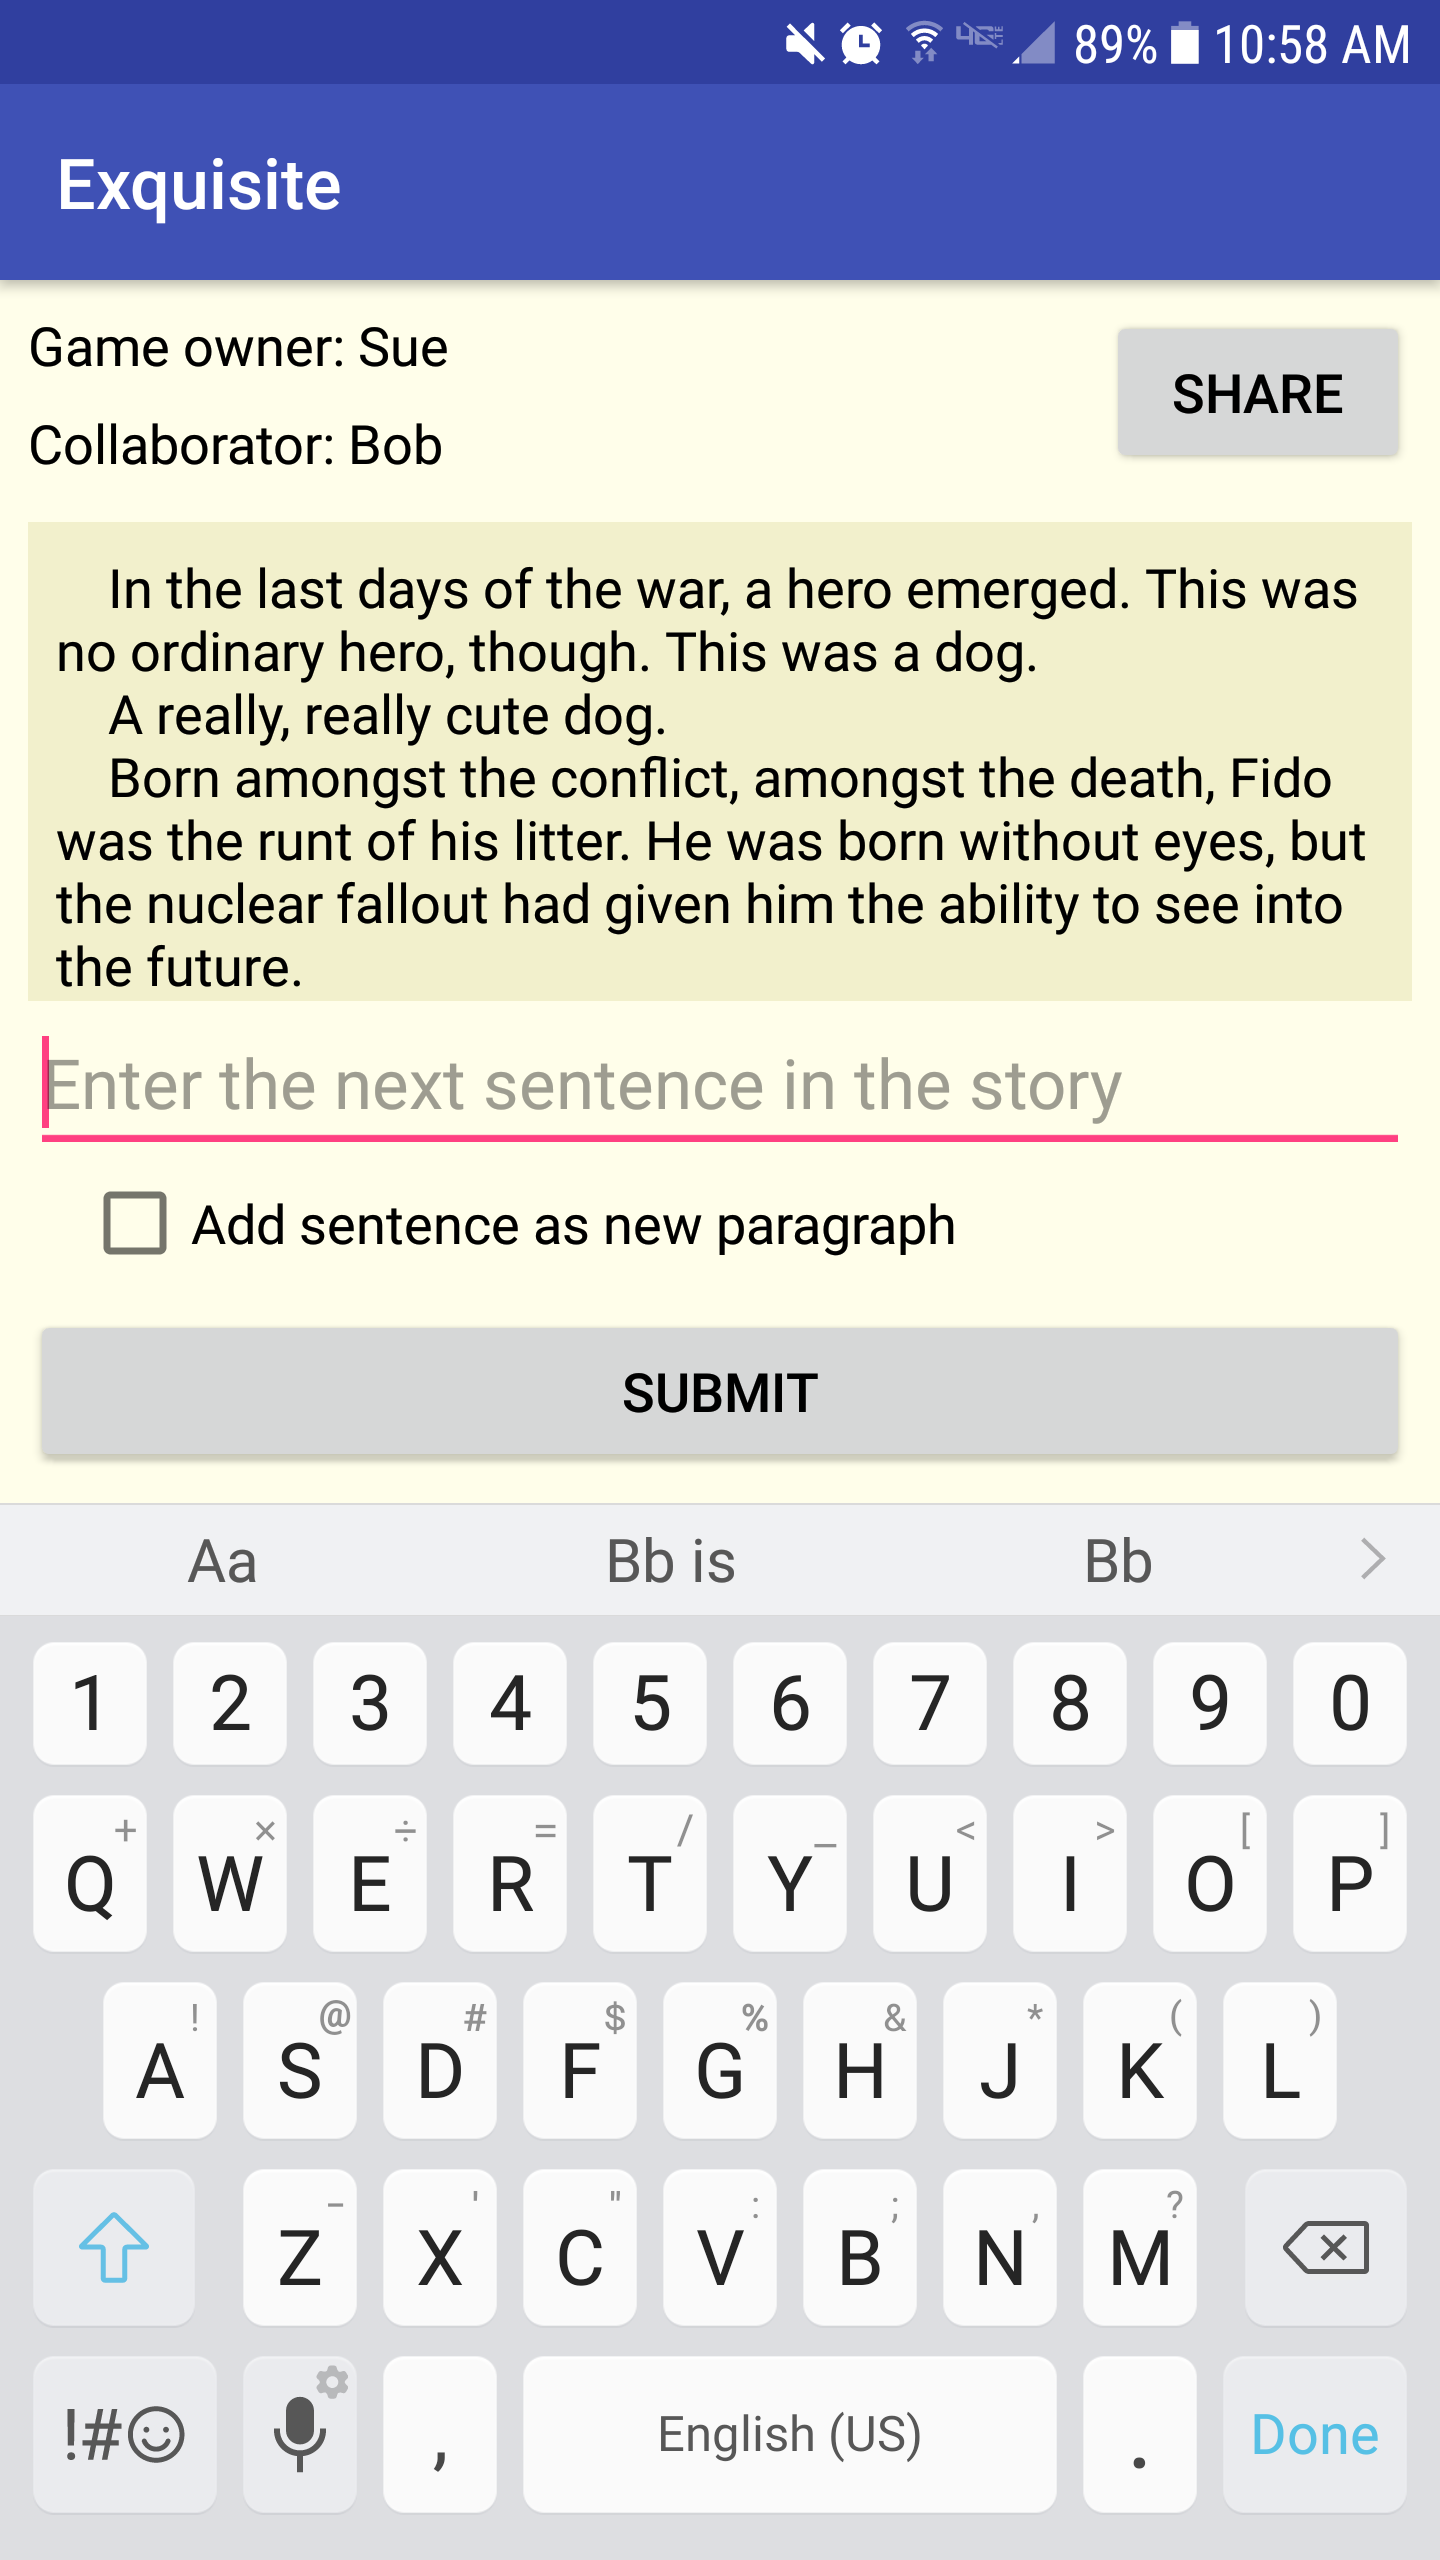 89% 10:58 AM
Exquisite
Game owner: Sue
SHARE
Collaborator: Bob
In the last days of the war, a hero emerged. This was
no ordinary hero, though. This was a dog.
A really, really cute dog.
Born amongst the conflict, amongst the death, Fido
was the runt of his litter. He was born without eyes, but
the nuclear fallout had given him the ability to see into
the future.
Enter the next sentence in the story
Add sentence as new paragraph
SUBMIT
Aa Bb is Bb
1 2 3 4 5 6 7 8 9 0
+ × ÷ = / _ < > [ ]
Q W E R T Y U I O P
! @ # $ % & * ( )
A S D F G H J K L
- ' " : ; , ?
Z X C V B N M
!#☺ , English (US) . Done